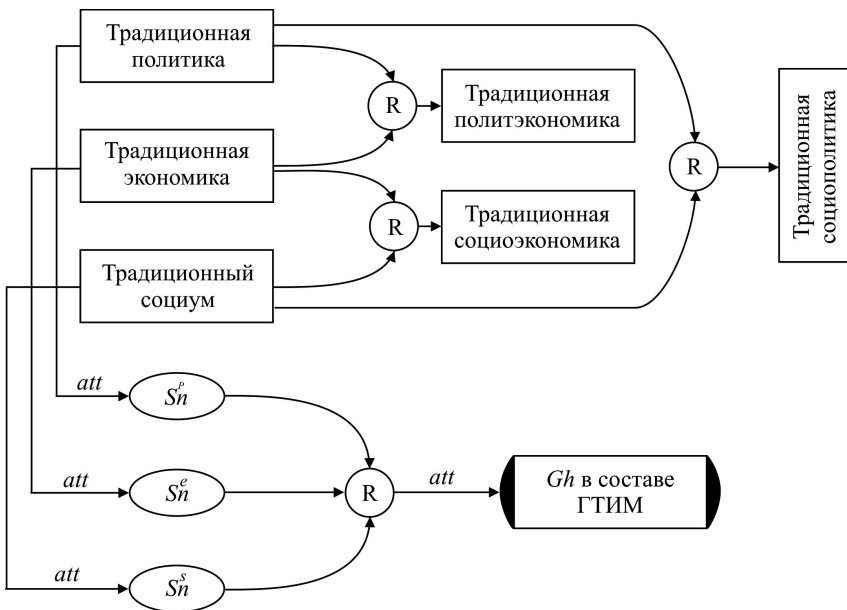 Традиционная
политика
R
Традиционная
политэкономика
Традиционная
экономика
R
Традиционная
социополитика
R
Традиционная
социоэкономика
Традиционный
социум
att
Sn^P
att
Sn^e
R
att
Gh в составе
ГТИМ
att
Sn^s